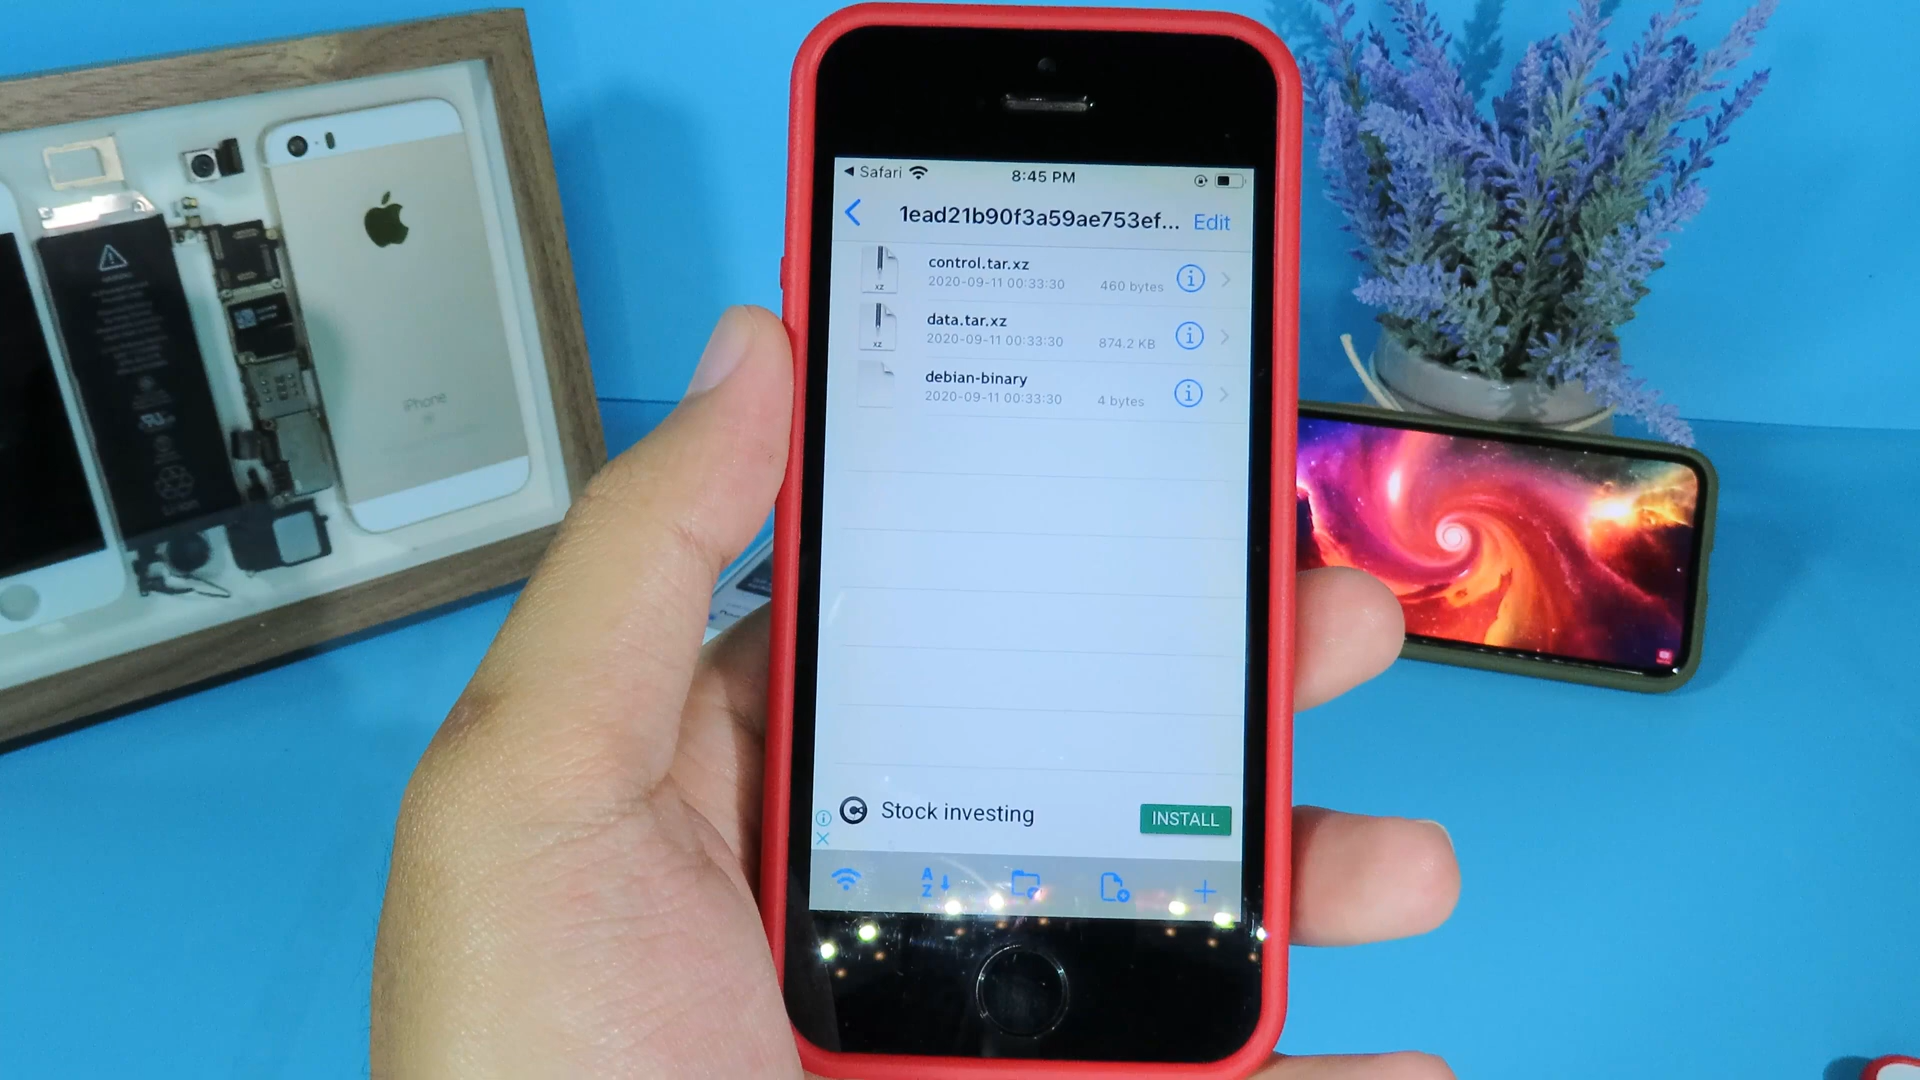 Safari
8:45 PM
1ead21b90f3a59ae753ef... Edit
control.tar.xz
2020-09-11 00:33:30 460 bytes
xz
data.tar.xz
2020-09-11 00:33:30 874.2 KB
xz
debian-binary
2020-09-11 00:33:30 4 bytes
Stock investing
INSTALL
A
Z
iPhone